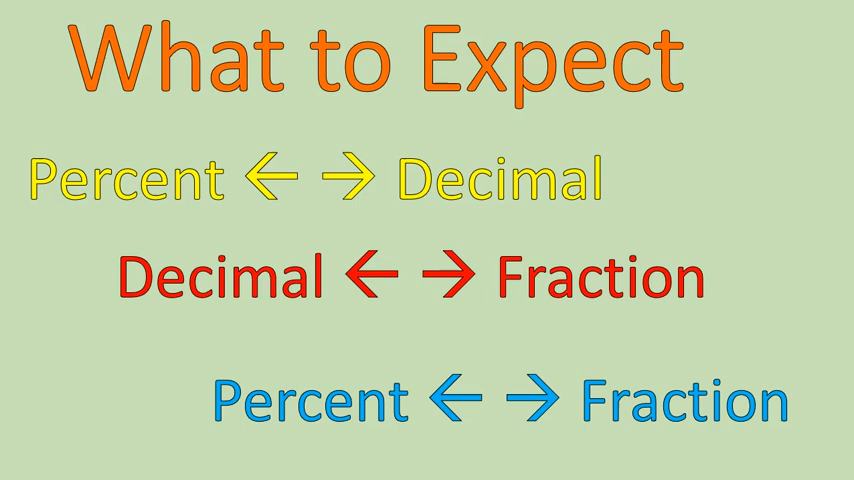 What to Expect
Percent ← → Decimal
Decimal ← → Fraction
Percent ← → Fraction